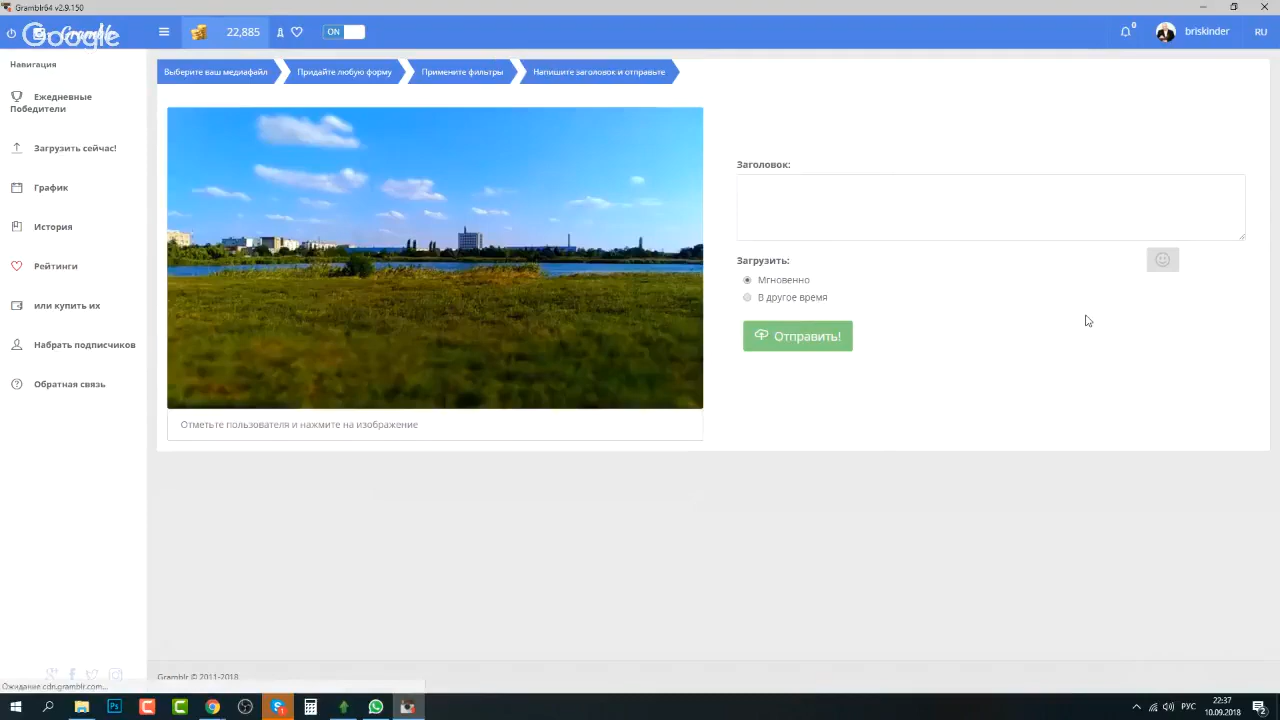 Gramblr64 v2.9.150
Google
22,885
ON
0
briskinder
RU
Навигация
Выберите ваш медиафайл
Придайте любую форму
Примените фильтры
Напишите заголовок и отправьте
Ежедневные
Победители
Загрузить сейчас!
График
История
Рейтинги
или купить их
Набрать подписчиков
Обратная связь
Заголовок:
Загрузить:
Мгновенно
В другое время
Отправить!
Отметьте пользователя и нажмите на изображение
Gramblr © 2011-2018
Ожидание cdn.gramblr.com...
РУС
22:37
10.09.2018
2